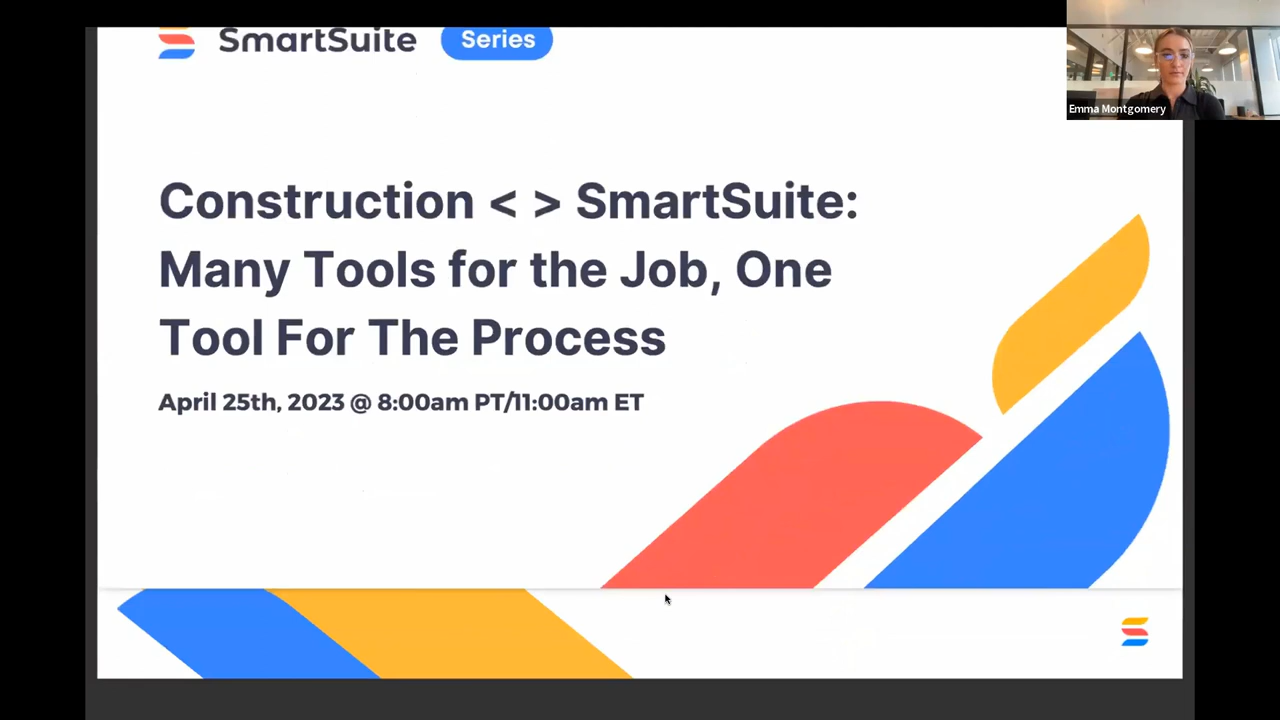 SmartSuite Series
Emma Montgomery
Construction < > SmartSuite:
Many Tools for the Job, One
Tool For The Process
April 25th, 2023 @ 8:00am PT/11:00am ET